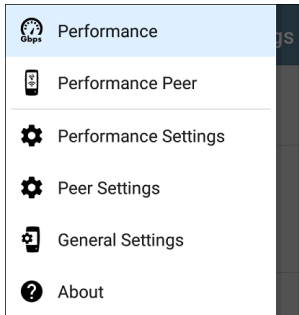 Gbps
Performance
gs
Performance Peer
Performance Settings
Peer Settings
General Settings
About